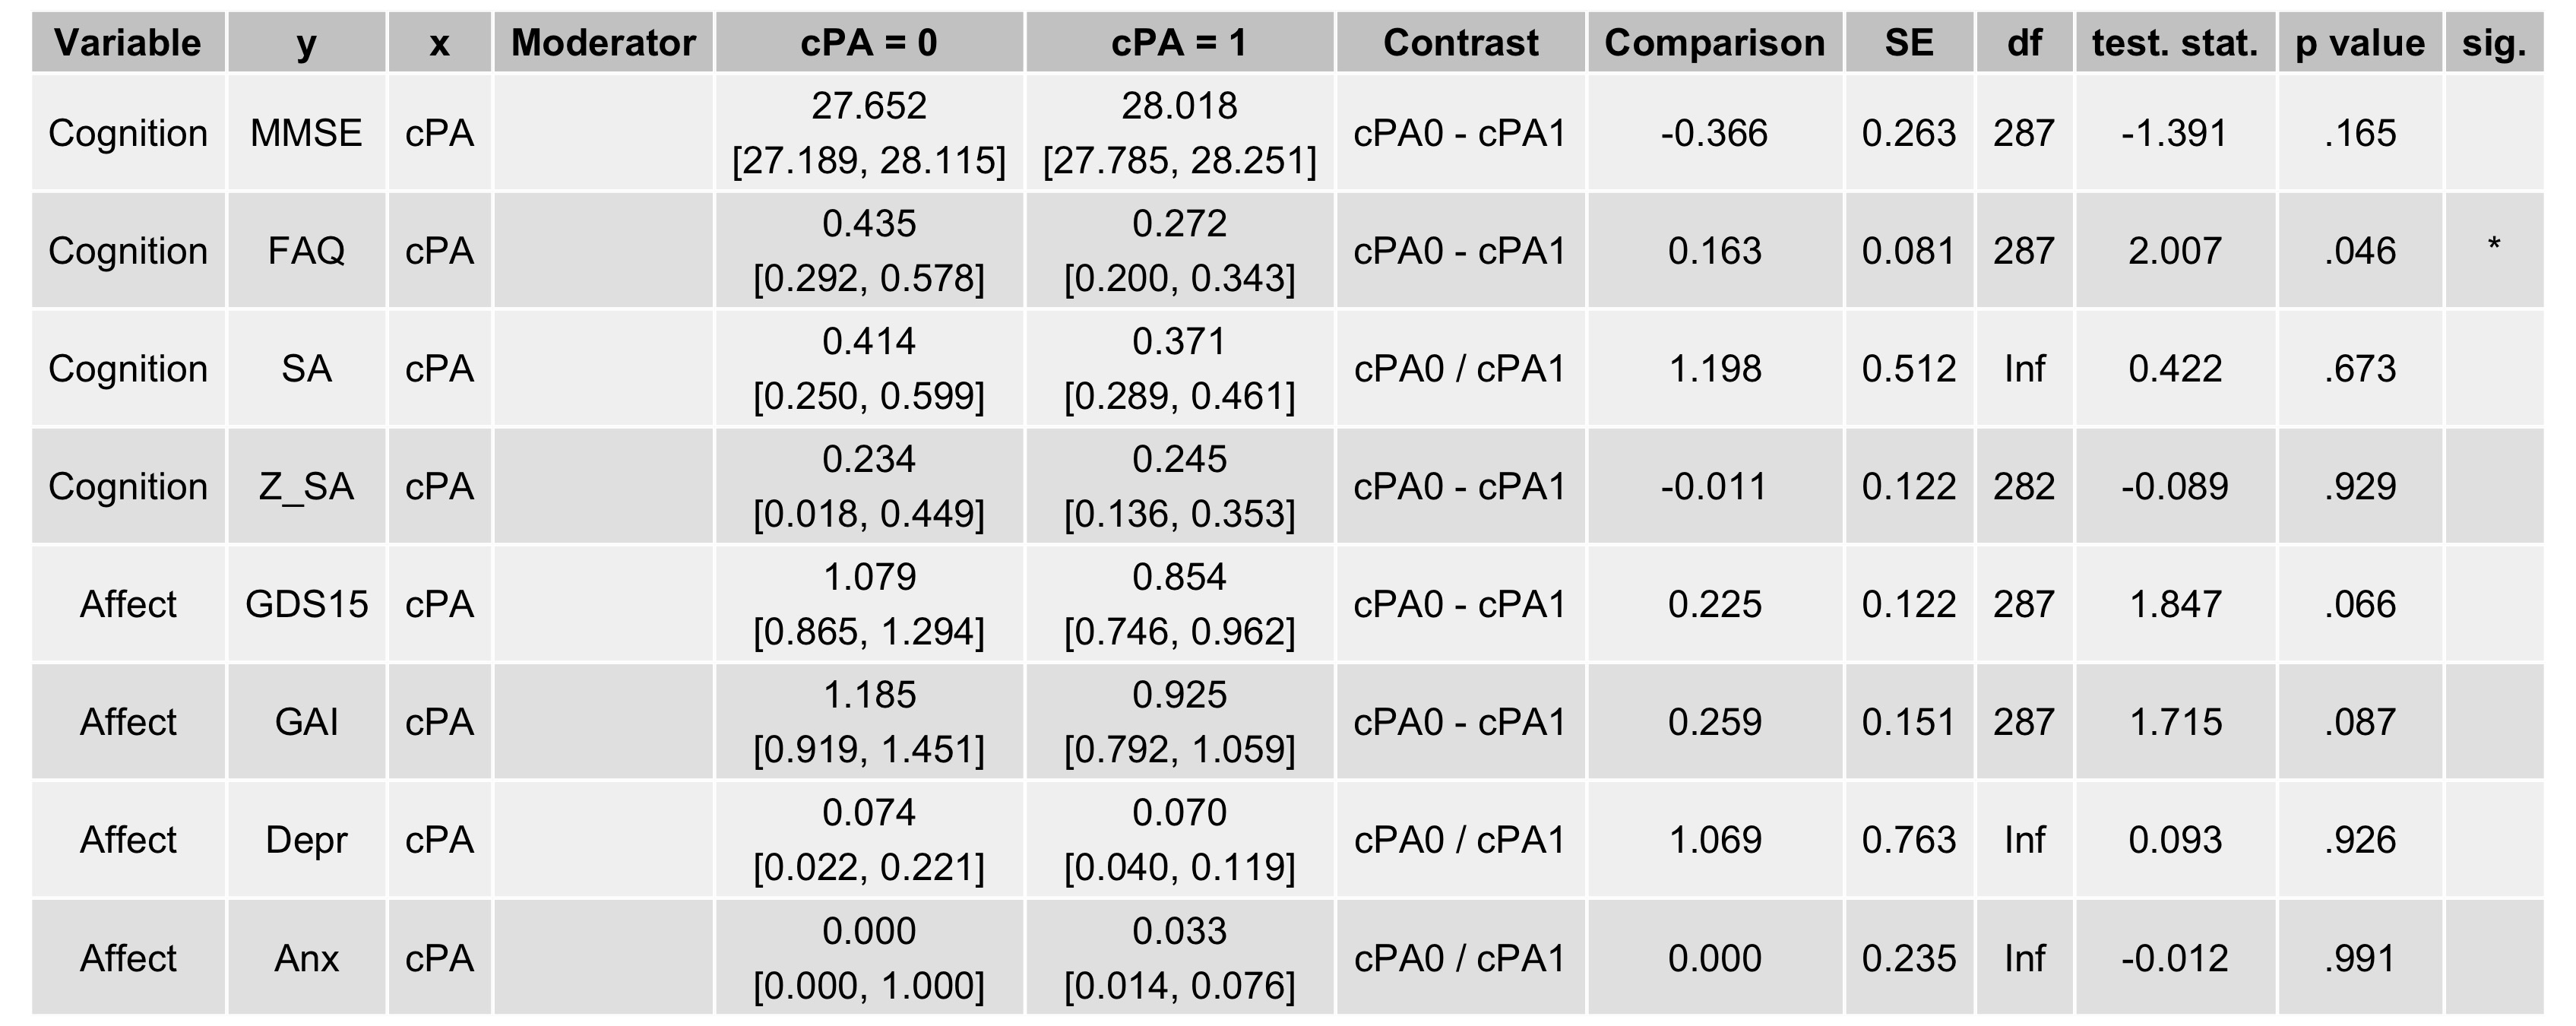 Variable y x Moderator cPA = 0 cPA = 1 Contrast Comparison SE df test. stat. p value sig.
27.652 28.018
Cognition MMSE cPA cPA0 - cPA1 -0.366 0.263 287 -1.391 .165
[27.189, 28.115] [27.785, 28.251]
0.435 0.272
Cognition FAQ cPA cPA0 - cPA1 0.163 0.081 287 2.007 .046 *
[0.292, 0.578] [0.200, 0.343]
0.414 0.371
Cognition SA cPA cPA0 / cPA1 1.198 0.512 Inf 0.422 .673
[0.250, 0.599] [0.289, 0.461]
0.234 0.245
Cognition Z_SA cPA cPA0 - cPA1 -0.011 0.122 282 -0.089 .929
[0.018, 0.449] [0.136, 0.353]
1.079 0.854
Affect GDS15 cPA cPA0 - cPA1 0.225 0.122 287 1.847 .066
[0.865, 1.294] [0.746, 0.962]
1.185 0.925
Affect GAI cPA cPA0 - cPA1 0.259 0.151 287 1.715 .087
[0.919, 1.451] [0.792, 1.059]
0.074 0.070
Affect Depr cPA cPA0 / cPA1 1.069 0.763 Inf 0.093 .926
[0.022, 0.221] [0.040, 0.119]
0.000 0.033
Affect Anx cPA cPA0 / cPA1 0.000 0.235 Inf -0.012 .991
[0.000, 1.000] [0.014, 0.076]